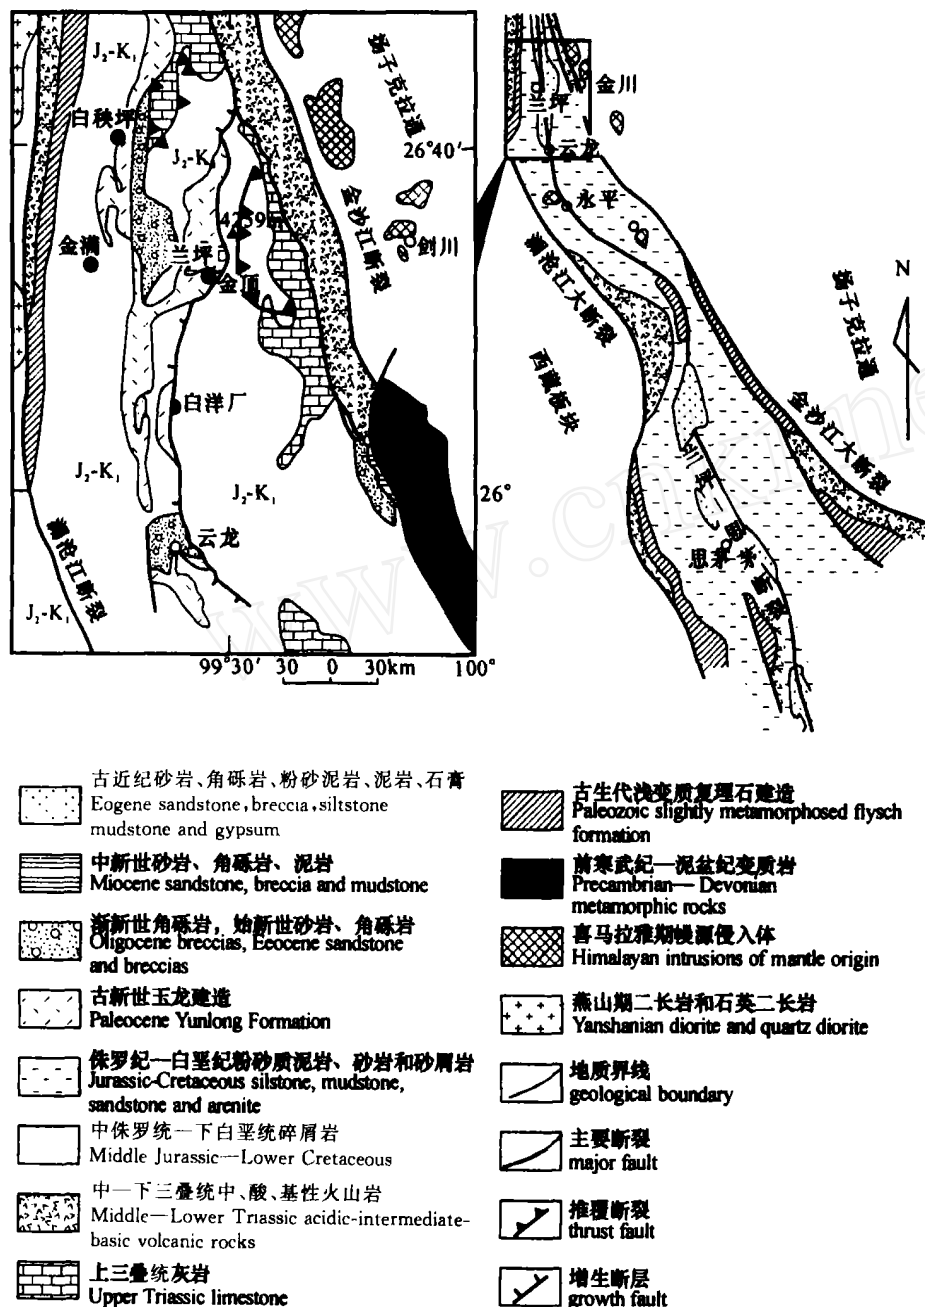 J₂-K₁
白秧坪
J₂-K₁
扬子克拉通
26°40′
金沙江断裂
剑川
金满
兰坪
金顶
白洋厂
J₂-K₁
J₂-K₁
26°
云龙
澜沧江断裂
J₂-K₁
99°30′
30 0 30km
100°
金川
兰坪
云龙
永平
澜沧江大断裂
西藏板块
扬子克拉通
N
金沙江大断裂
兰坪—思茅断裂
思茅
www.cnki.ne
古近纪砂岩、角砾岩、粉砂泥岩、泥岩、石膏
Eogene sandstone,breccia,siltstone
mudstone and gypsum
中新世砂岩、角砾岩、泥岩
Miocene sandstone, breccia and mudstone
渐新世角砾岩，始新世砂岩、角砾岩
Oligocene breccias, Eeocene sandstone
and breccias
古新世玉龙建造
Paleocene Yunlong Formation
侏罗纪—白垩纪粉砂质泥岩、砂岩和砂屑岩
Jurassic-Cretaceous silstone, mudstone,
sandstone and arenite
中侏罗统—下白垩统碎屑岩
Middle Jurassic—Lower Cretaceous
中—下三叠统中、酸、基性火山岩
Middle—Lower Triassic acidic-intermediate-
basic volcanic rocks
上三叠统灰岩
Upper Triassic limestone
古生代浅变质复理石建造
Paleozoic slightly metamorphosed flysch
formation
前寒武纪—泥盆纪变质岩
Precambrian— Devonian
metamorphic rocks
喜马拉雅期幔源侵入体
Himalayan intrusions of mantle origin
燕山期二长岩和石英二长岩
Yanshanian diorite and quartz diorite
地质界线
geological boundary
主要断裂
major fault
推覆断裂
thrust fault
增生断层
growth fault